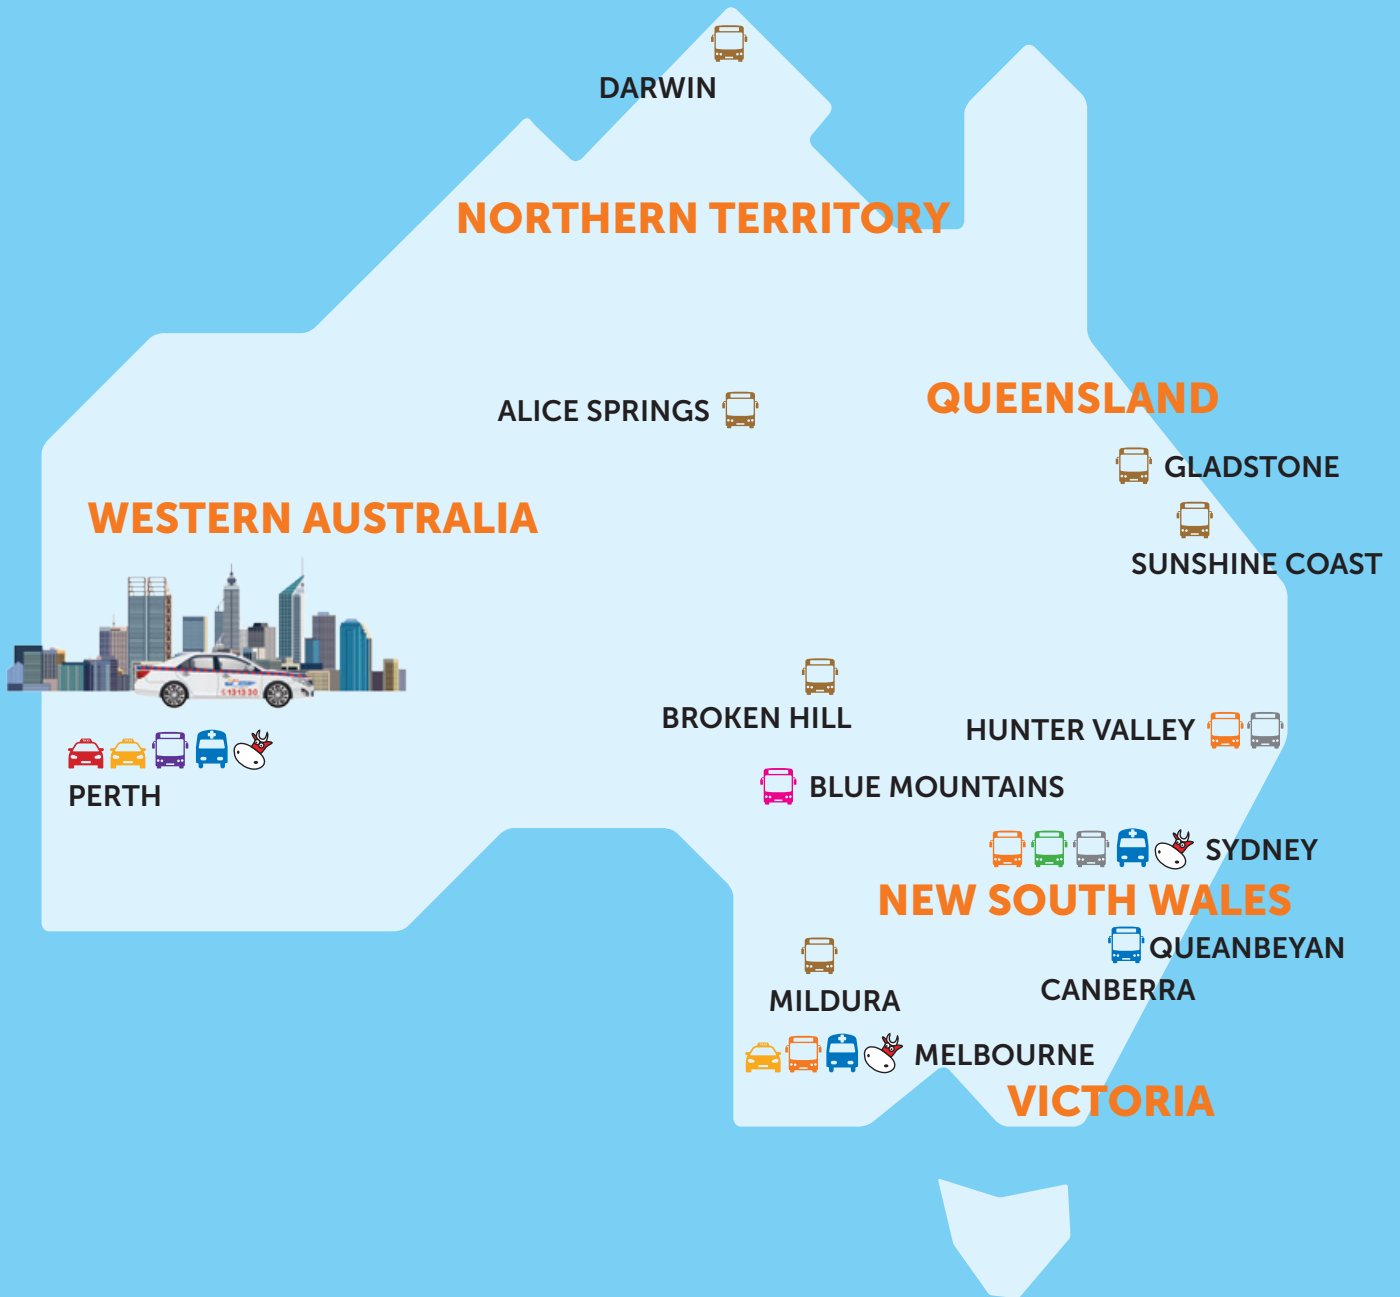 DARWIN
NORTHERN TERRITORY
QUEENSLAND
ALICE SPRINGS
GLADSTONE
WESTERN AUSTRALIA
SUNSHINE COAST
131330
BROKEN HILL
HUNTER VALLEY
PERTH
BLUE MOUNTAINS
SYDNEY
NEW SOUTH WALES
QUEANBEYAN
CANBERRA
MILDURA
MELBOURNE
VICTORIA